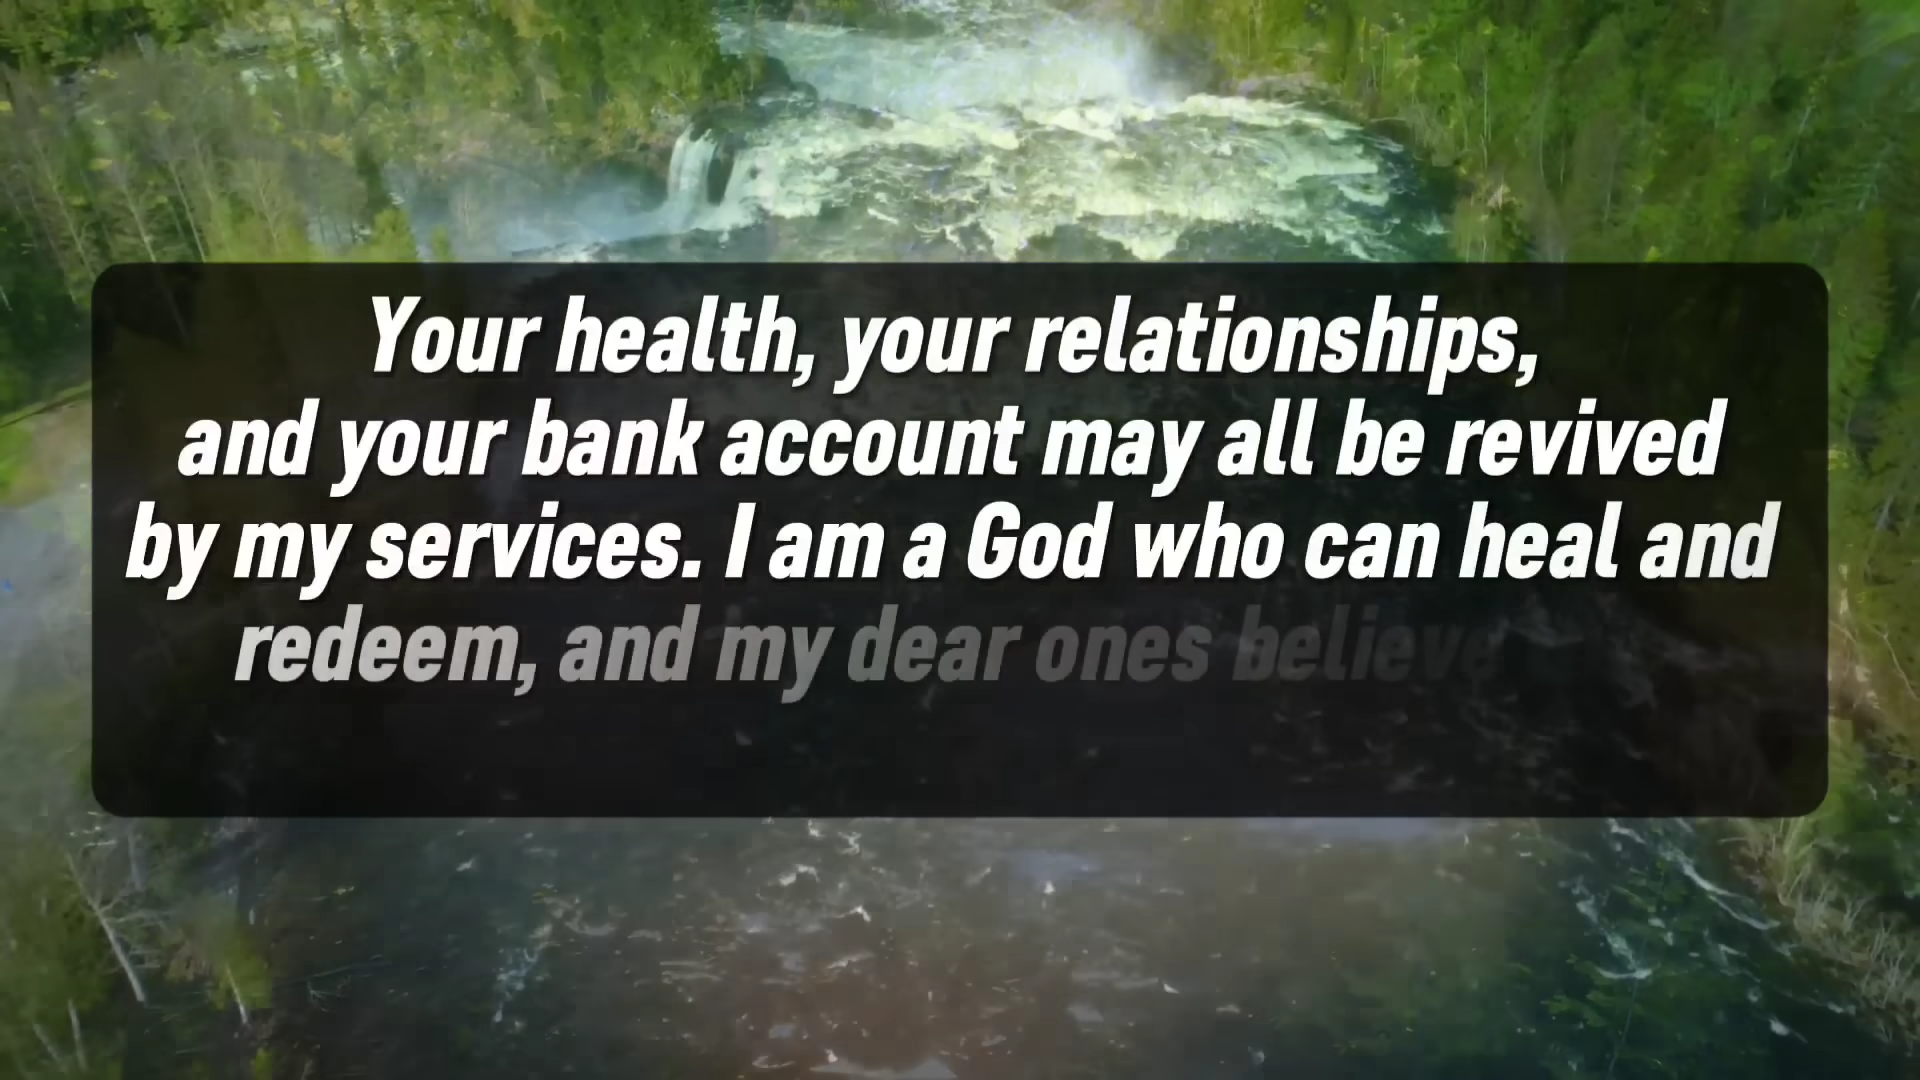 Your health, your relationships,
and your bank account may all be revived
by my services. I am a God who can heal and
redeem, and my dear ones believe